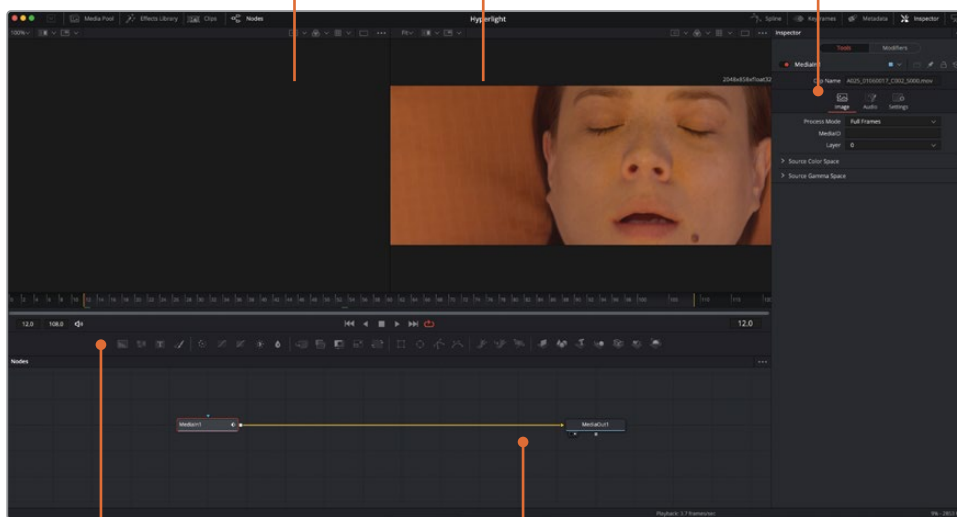 Media Pool Effects Library Clips Nodes Hyperlight Spline Keyframes Metadata Inspector
100% Fit Inspector
Tools Modifiers
MediaIn1
2048x858xfloat32
Clip Name A025_01060017_C002_S000.mov
Image Audio Settings
Process Mode Full Frames
MediaID
Layer 0
Source Color Space
Source Gamma Space
12.0 108.0 12.0
Nodes
MediaIn1 MediaOut1
Playback: 3.7 frames/sec